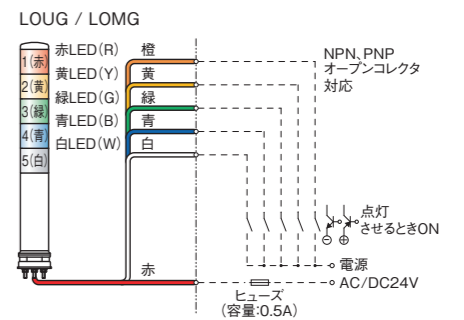 LOUG / LOMG
1(赤)
2(黄)
3(緑)
4(青)
5(白)
赤LED(R)
黄LED(Y)
緑LED(G)
青LED(B)
白LED(W)
橙
黄
緑
青
白
赤
NPN、PNP
オープンコレクタ
対応
点灯
させるときON
⊖ ⊕
電源
AC/DC24V
ヒューズ
(容量:0.5A)